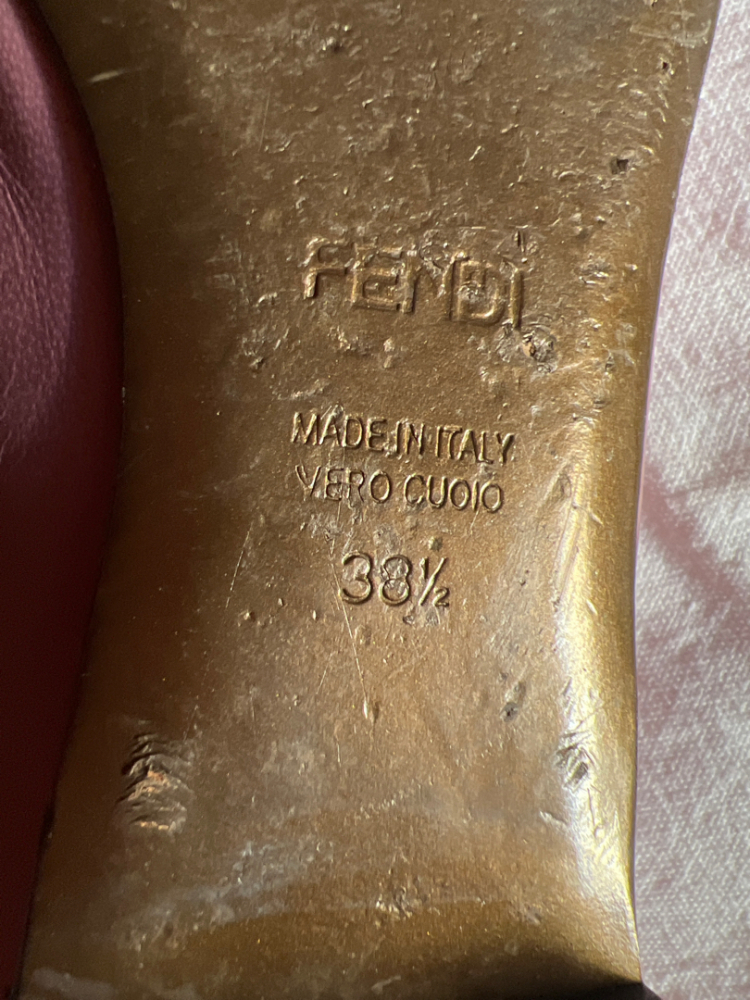 FENDI
MADE IN ITALY
VERO CUOIO
38½